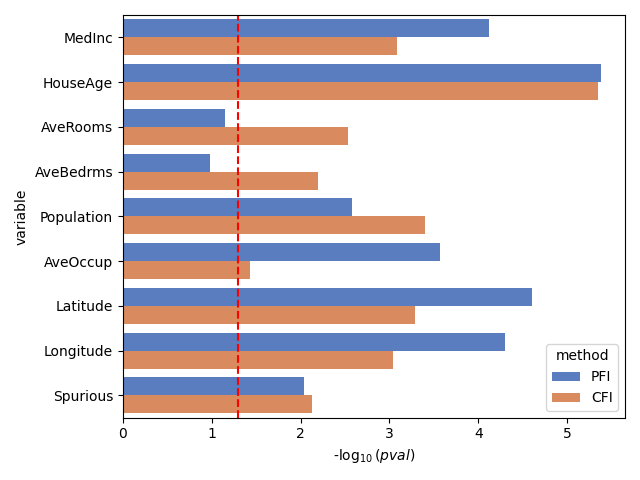 variable
MedInc
HouseAge
AveRooms
AveBedrms
Population
AveOccup
Latitude
Longitude
Spurious
method
PFI
CFI
0 1 2 3 4 5
-log₁₀(pval)